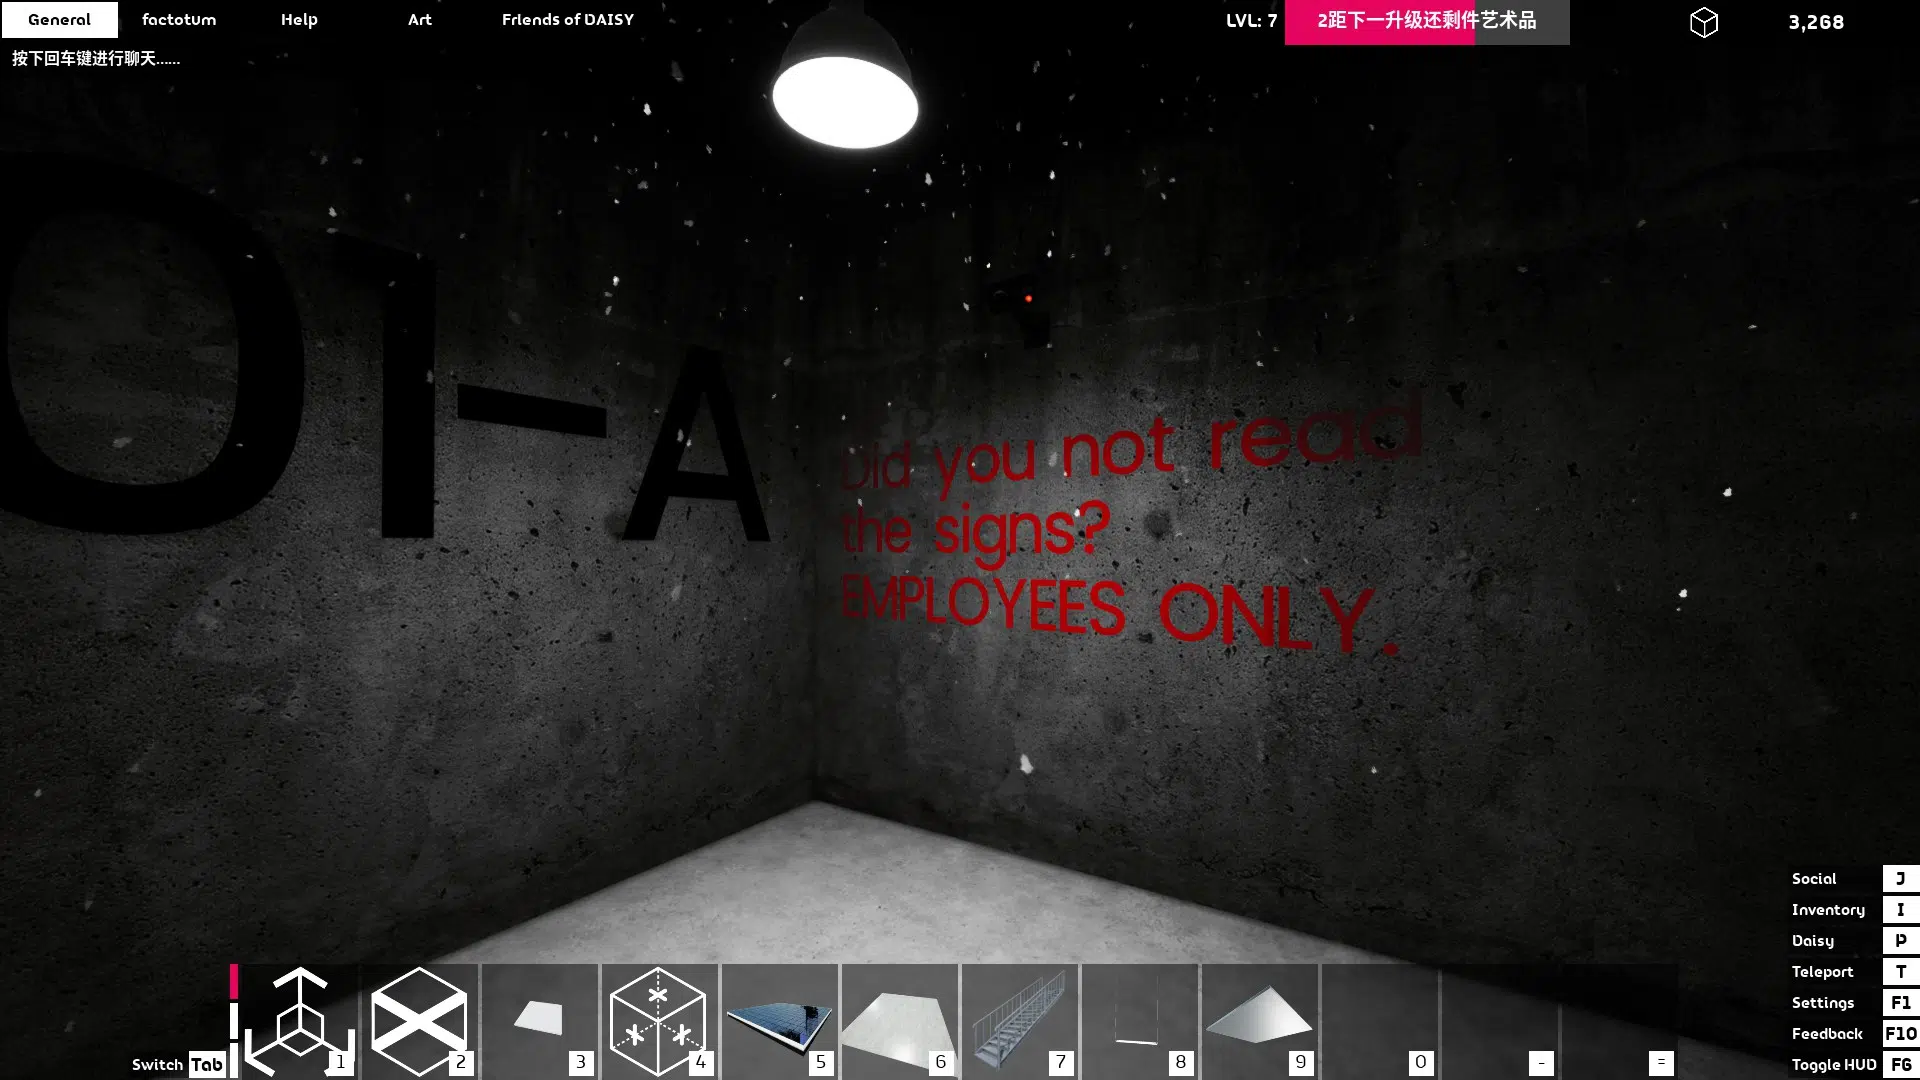 General factotum Help Art Friends of DAISY LVL: 7 2距下一升级还剩件艺术品 3,268
按下回车键进行聊天......
01-A
Did you not read
the signs?
EMPLOYEES ONLY.
Social J
Inventory I
Daisy P
Teleport T
Settings F1
Feedback F10
Toggle HUD F6
Switch Tab 1 2 3 4 5 6 7 8 9 0 - =